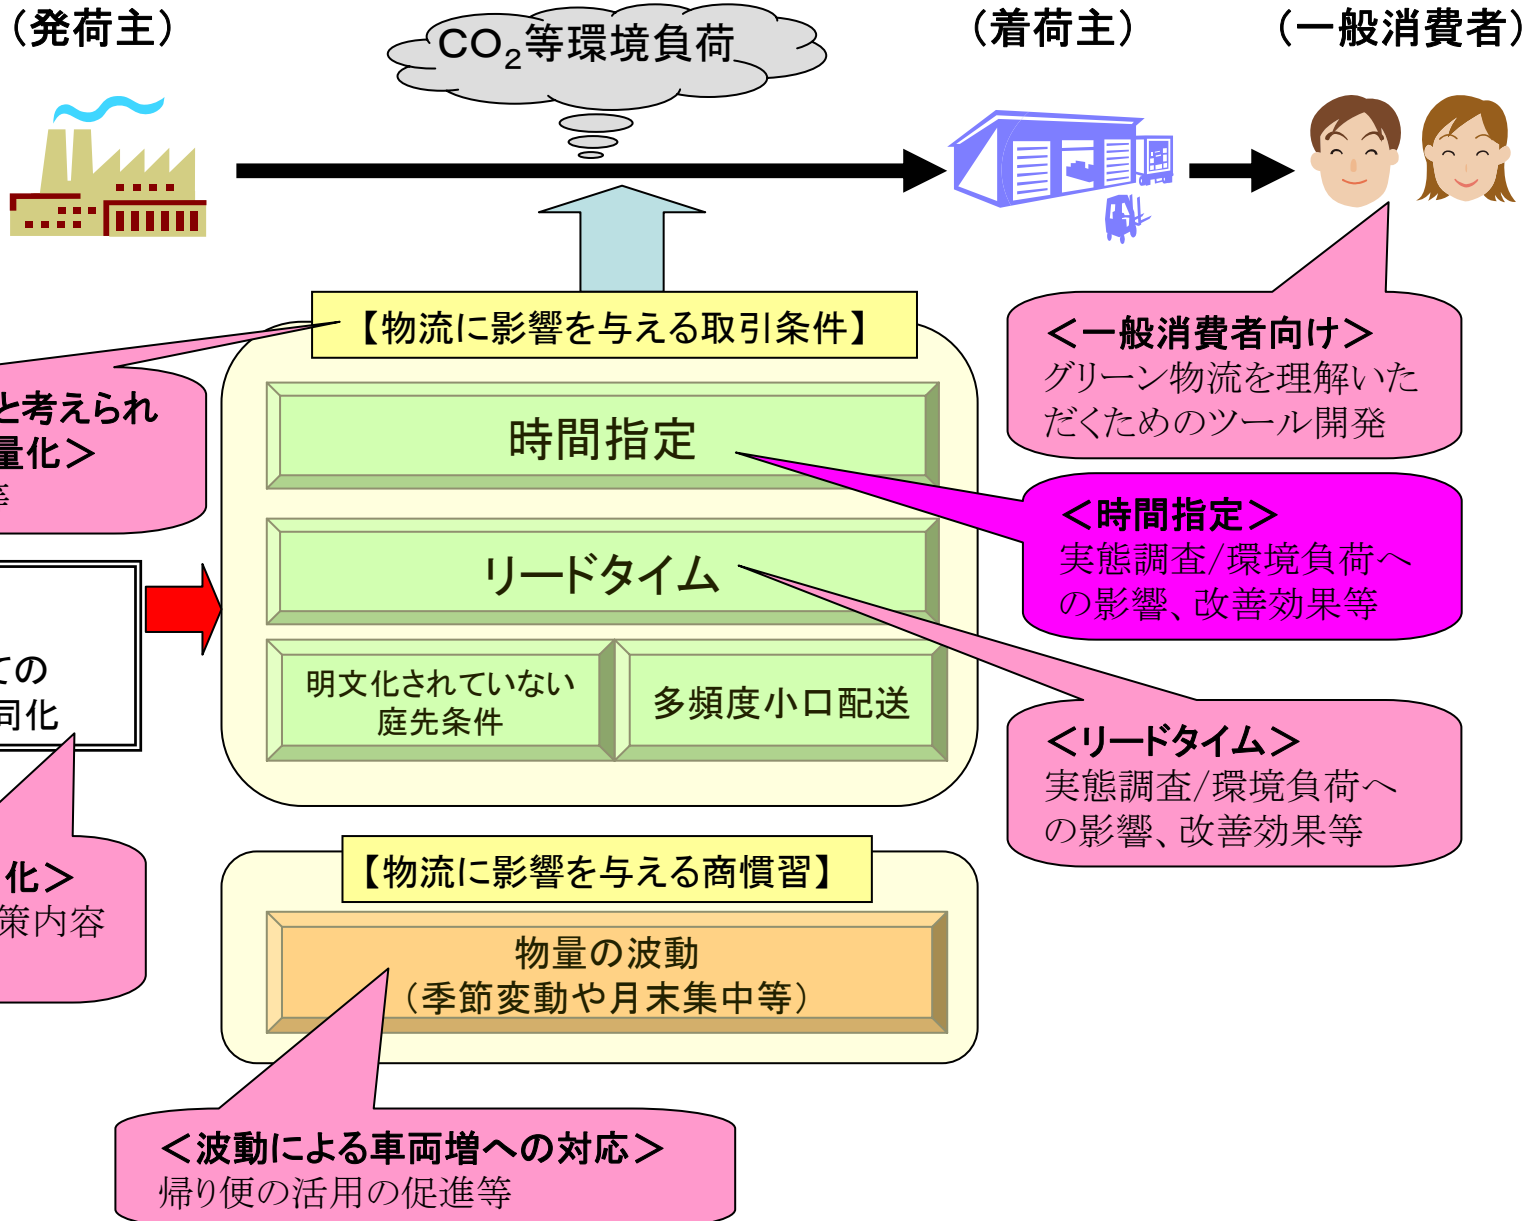 （発荷主）
CO₂等環境負荷
（着荷主）
（一般消費者）
【物流に影響を与える取引条件】
時間指定
リードタイム
明文化されていない
庭先条件
多頻度小口配送
＜一般消費者向け＞
グリーン物流を理解いた
だくためのツール開発
＜時間指定＞
実態調査/環境負荷へ
の影響、改善効果等
＜リードタイム＞
実態調査/環境負荷へ
の影響、改善効果等
と考えられ
量化＞
等
ての
同化
化＞
策内容
【物流に影響を与える商慣習】
物量の波動
（季節変動や月末集中等）
＜波動による車両増への対応＞
帰り便の活用の促進等